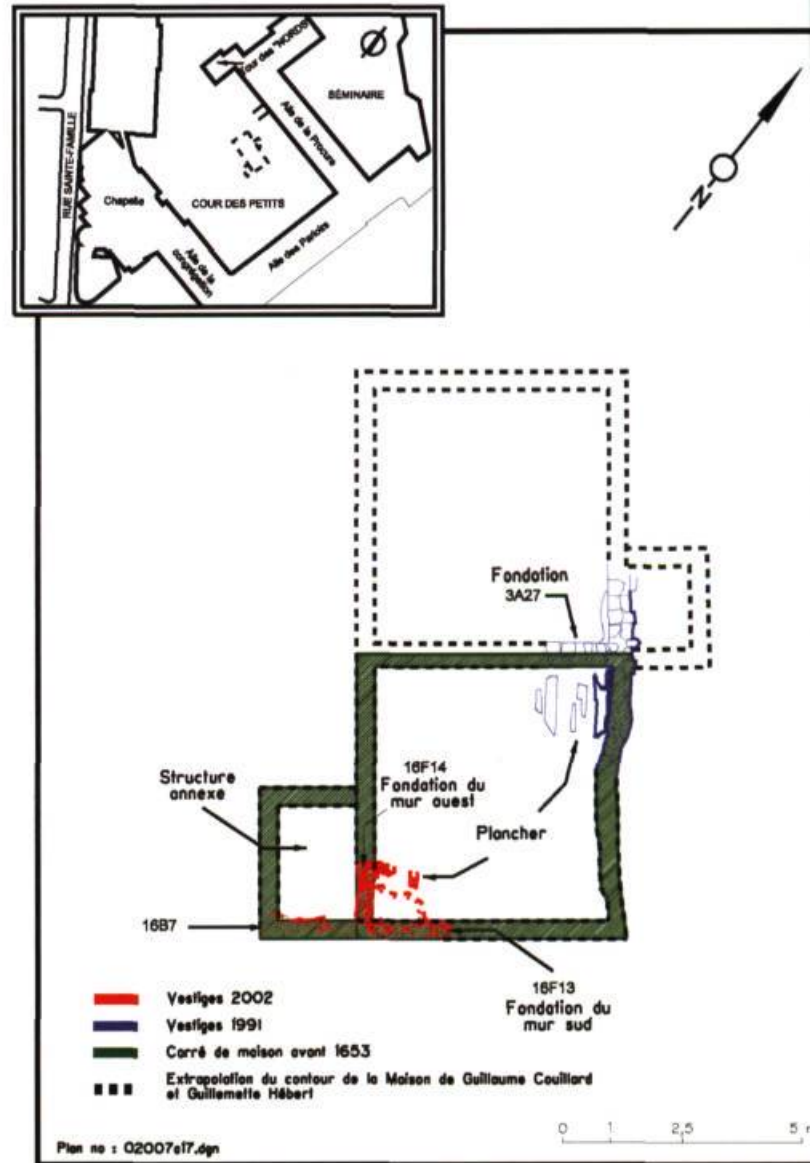 Tour des "NORDS"
SÉMINAIRE
Aile de la Procure
RUE SAINTE-FAMILLE
Chapelle
COUR DES PETITS
Aile de la
congrégation
Aile des Parloirs
N
Fondation
3A27
16F14
Fondation du
mur ouest
Structure
annexe
Plancher
16B7
16F13
Fondation du
mur sud
Vestiges 2002
Vestiges 1991
Carré de maison avant 1653
Extrapolation du contour de la Maison de Guillaume Couillard
et Guillemette Hébert
Plan no : 02007a17.dgn
0 1 2,5 5 m